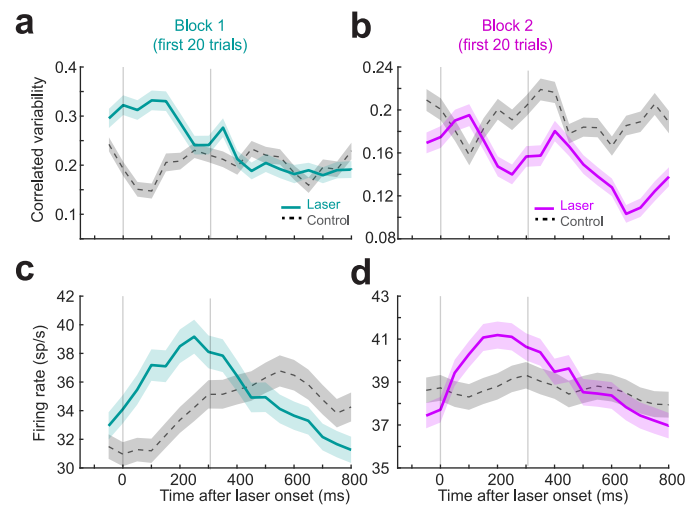 a
Block 1
(first 20 trials)
b
Block 2
(first 20 trials)
Correlated variability
0.4
0.3
0.2
0.1
Laser
Control
0.24
0.2
0.16
0.12
0.08
Laser
Control
c
d
Firing rate (sp/s)
42
40
38
36
34
32
30
0
200
400
600
800
Time after laser onset (ms)
43
41
39
37
35
0
200
400
600
800
Time after laser onset (ms)